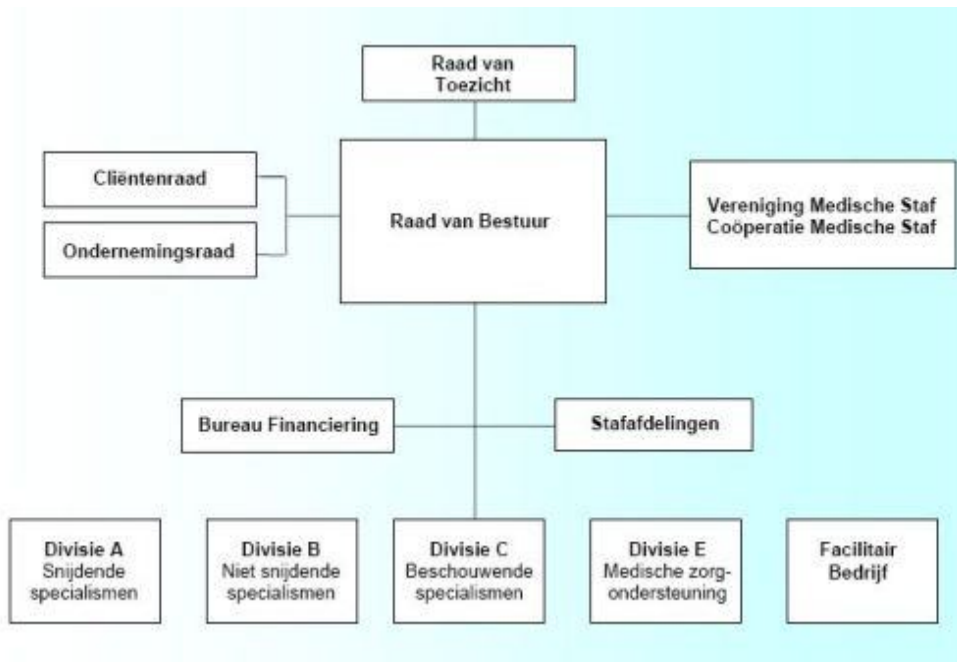 Raad van
Toezicht
Cliëntenraad
Ondernemingsraad
Raad van Bestuur
Vereniging Medische Staf
Coöperatie Medische Staf
Bureau Financiering
Stafafdelingen
Divisie A
Snijdende
specialismen
Divisie B
Niet snijdende
specialismen
Divisie C
Beschouwende
specialismen
Divisie E
Medische zorg-
ondersteuning
Facilitair
Bedrijf